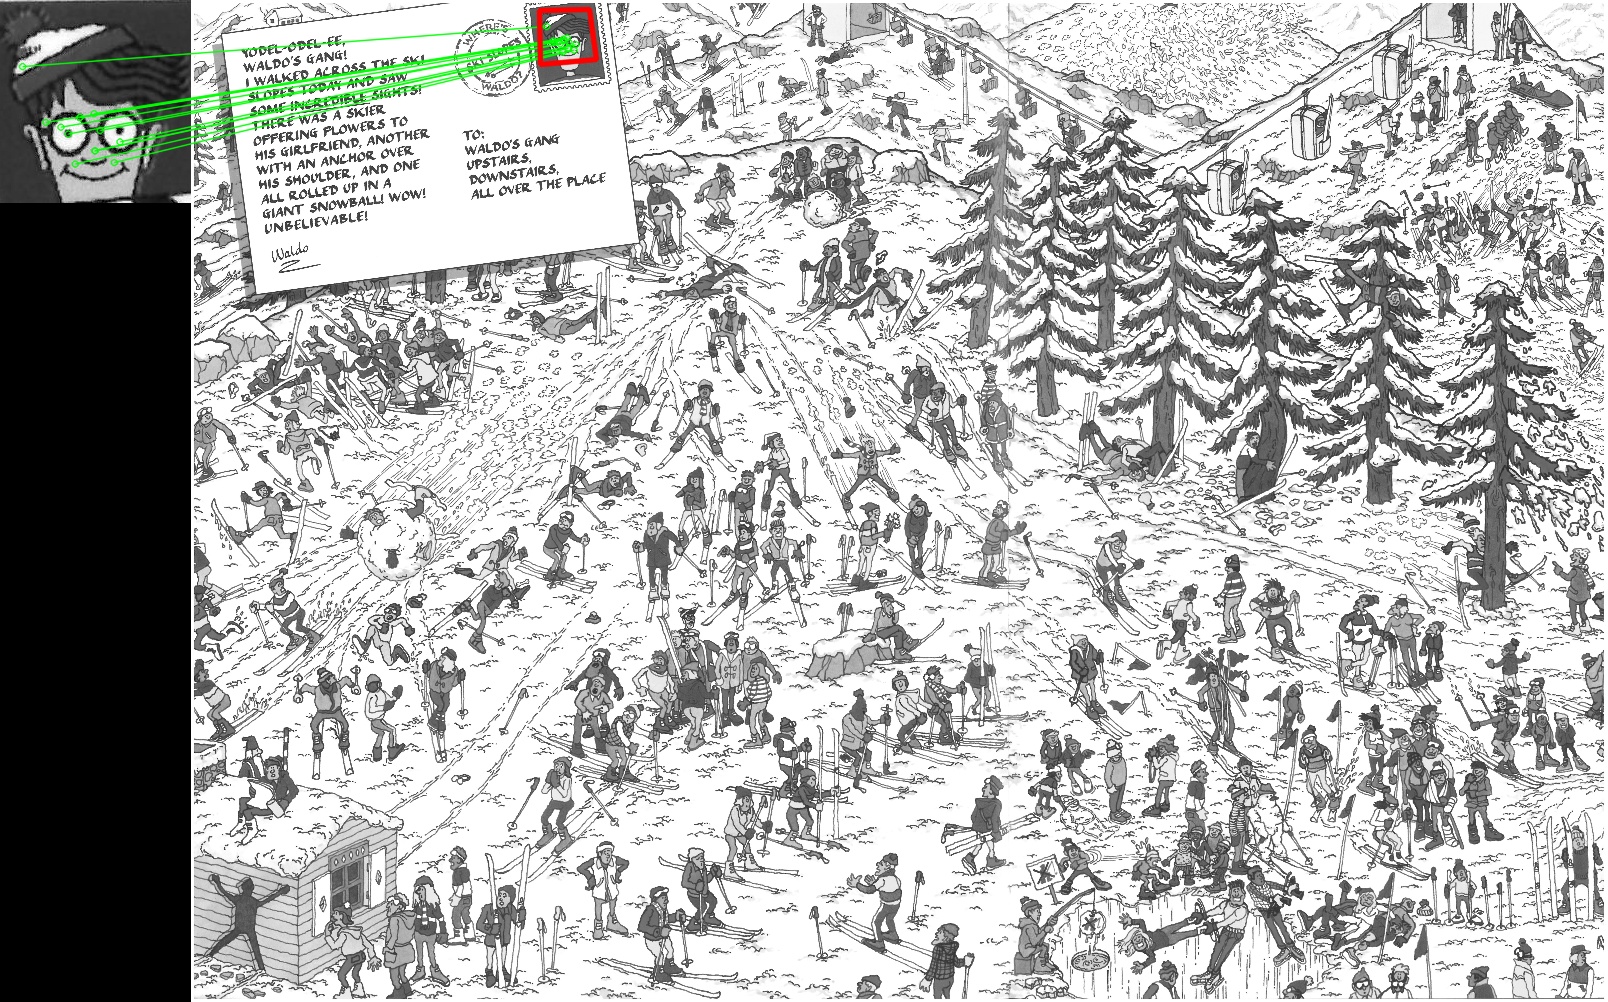 YODEL-ODEL-EE,
WALDO'S GANG!
I WALKED ACROSS THE SKI
SLOPES TODAY AND SAW
SOME INCREDIBLE SIGHTS!
THERE WAS A SKIER
OFFERING FLOWERS TO
HIS GIRLFRIEND, ANOTHER
WITH AN ANCHOR OVER
HIS SHOULDER, AND ONE
ALL ROLLED UP IN A
GIANT SNOWBALL! WOW!
UNBELIEVABLE!
Waldo
WHERE'S
WALDO
TO:
WALDO'S GANG
UPSTAIRS,
DOWNSTAIRS,
ALL OVER THE PLACE